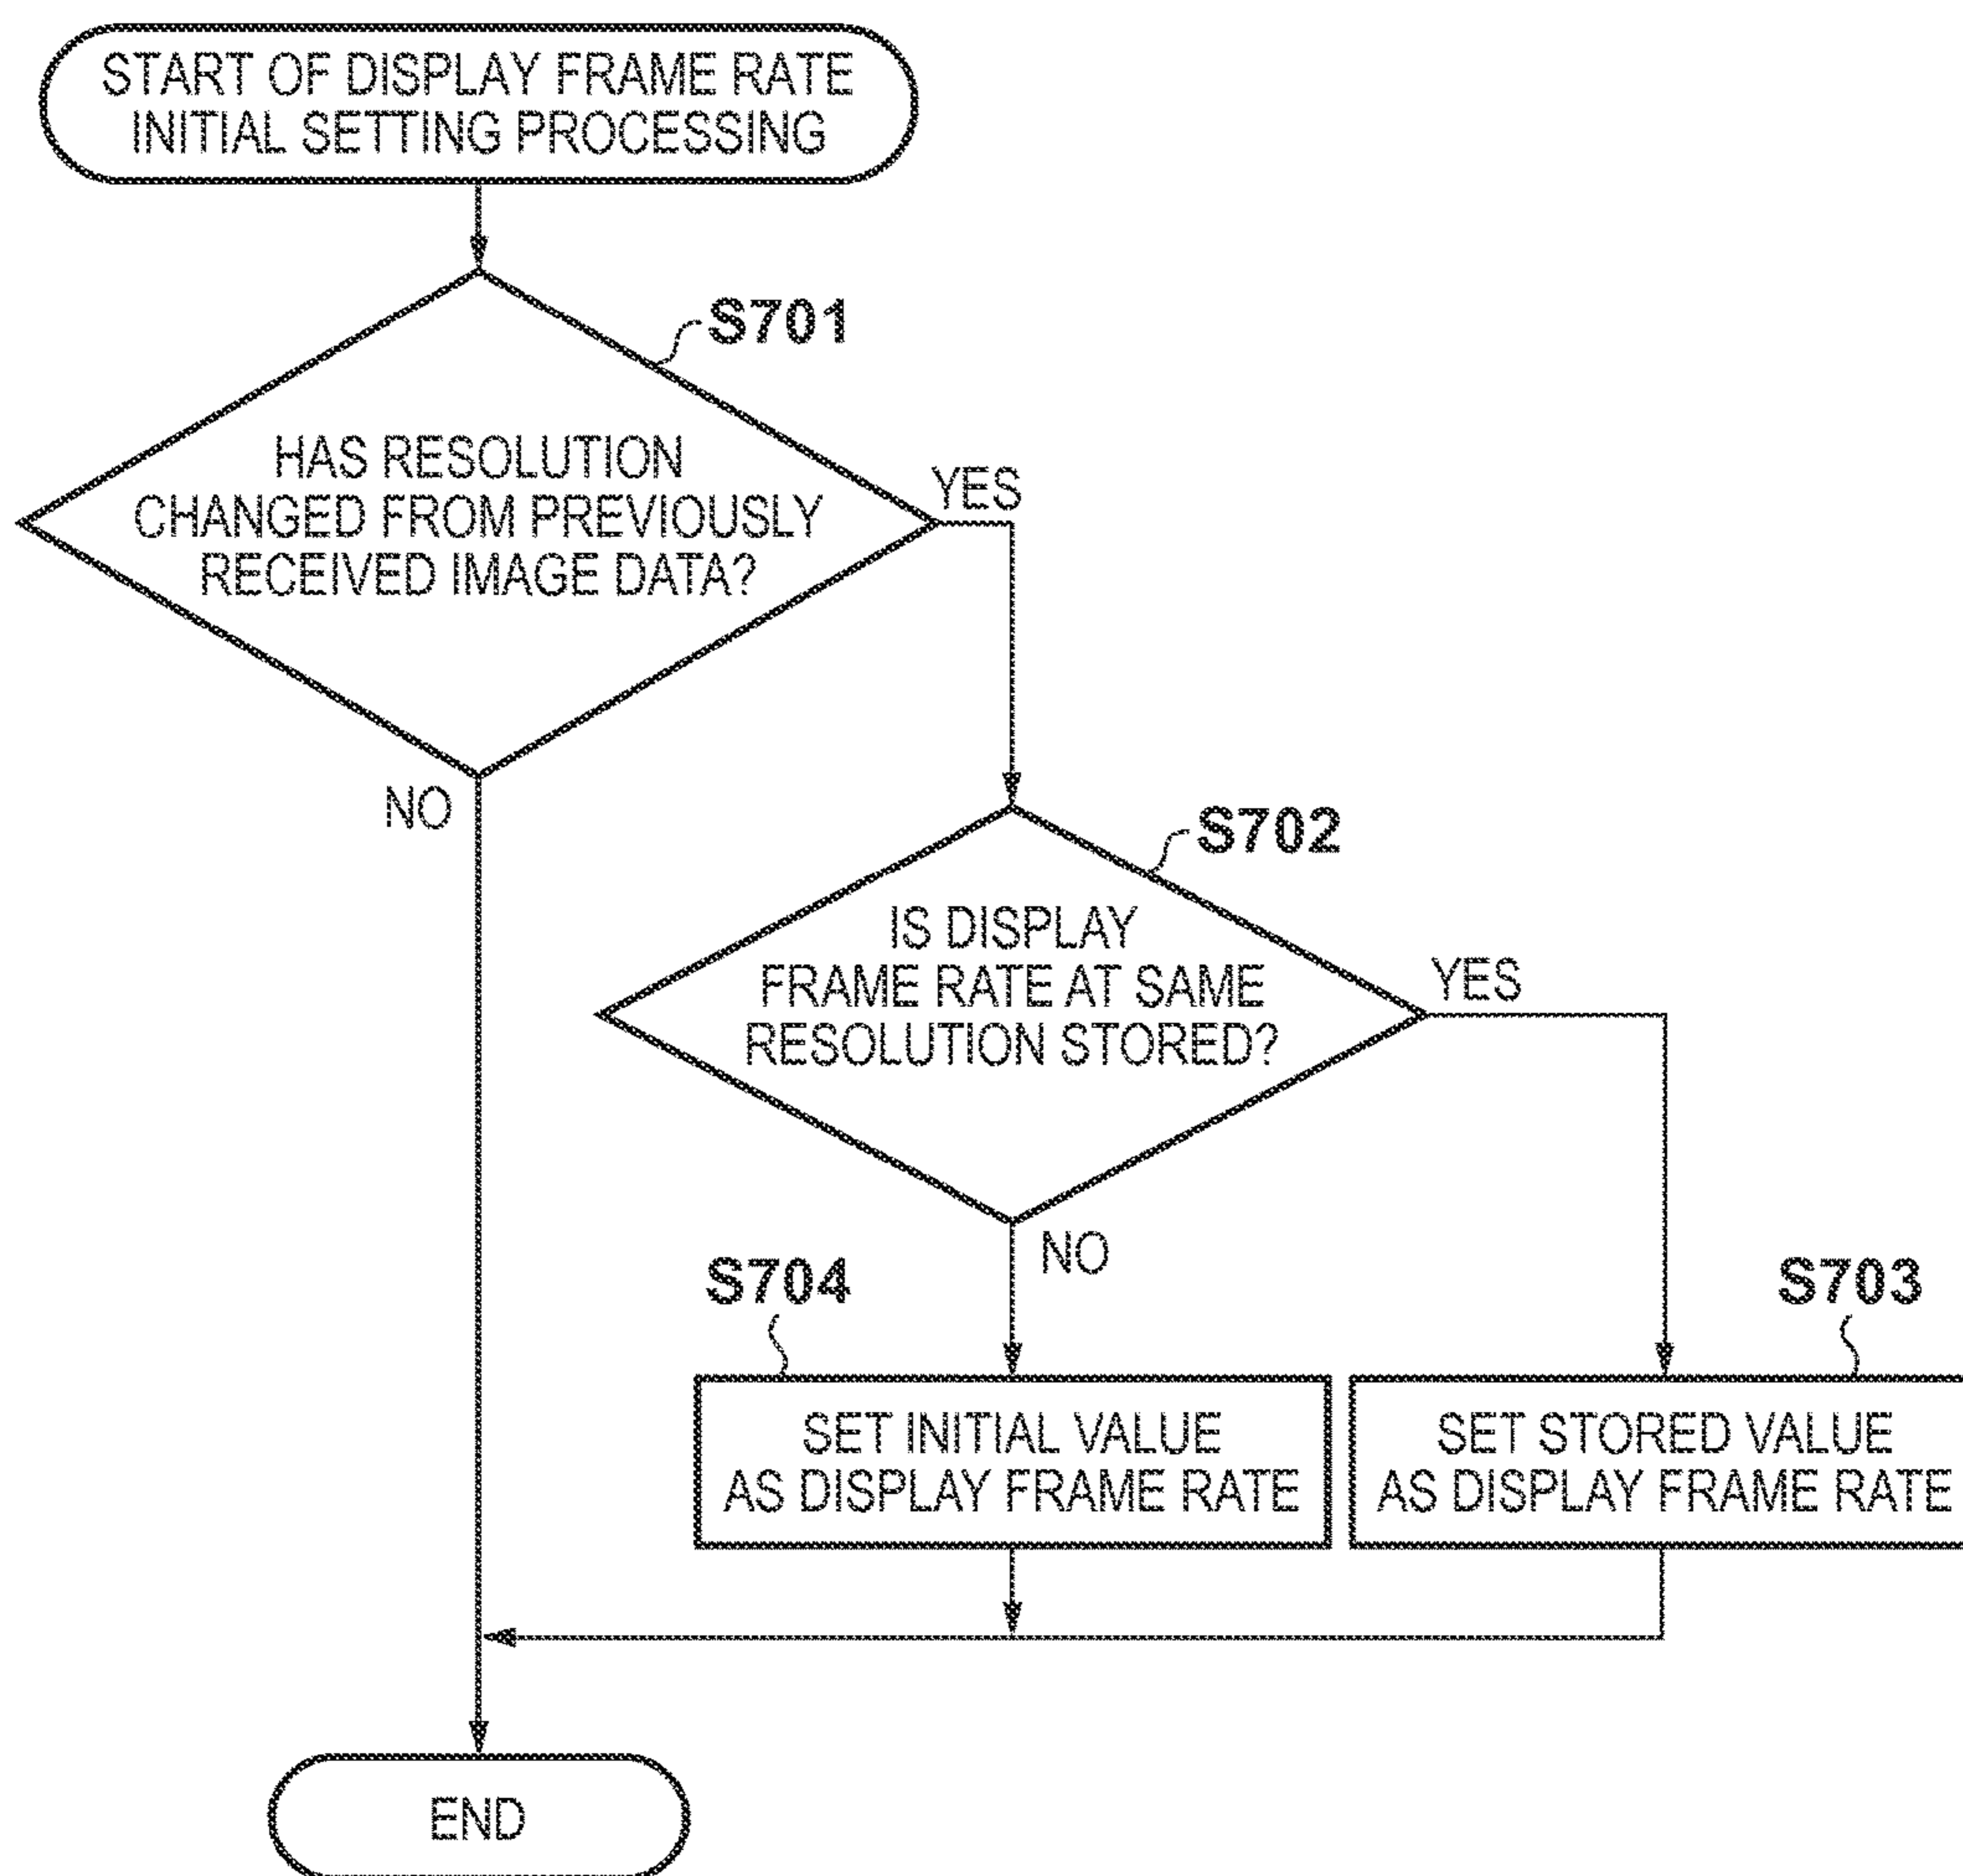 START OF DISPLAY FRAME RATE
INITIAL SETTING PROCESSING
S701
HAS RESOLUTION
CHANGED FROM PREVIOUSLY
RECEIVED IMAGE DATA?
YES
NO
S702
IS DISPLAY
FRAME RATE AT SAME
RESOLUTION STORED?
YES
NO
S704
SET INITIAL VALUE
AS DISPLAY FRAME RATE
S703
SET STORED VALUE
AS DISPLAY FRAME RATE
END